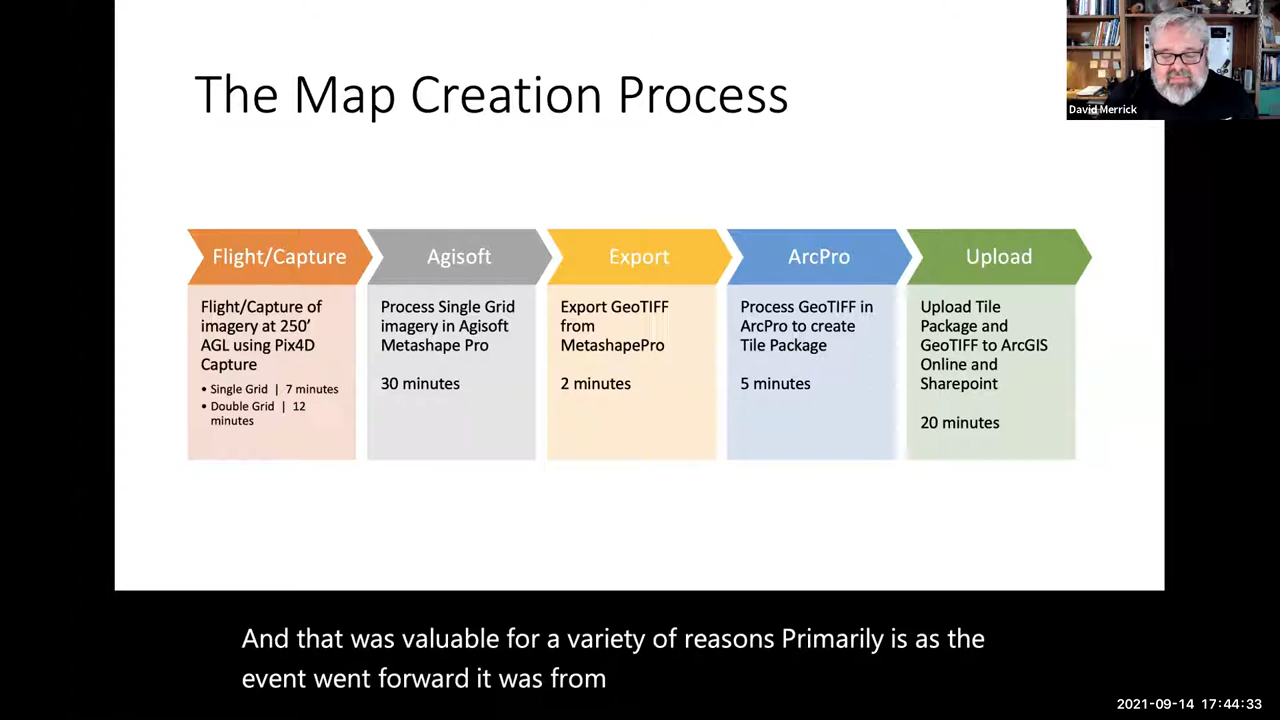 The Map Creation Process
David Merrick
Flight/Capture
Flight/Capture of
imagery at 250’
AGL using Pix4D
Capture
• Single Grid | 7 minutes
• Double Grid | 12
minutes
Agisoft
Process Single Grid
imagery in Agisoft
Metashape Pro
30 minutes
Export
Export GeoTIFF
from
MetashapePro
2 minutes
ArcPro
Process GeoTIFF in
ArcPro to create
Tile Package
5 minutes
Upload
Upload Tile
Package and
GeoTIFF to ArcGIS
Online and
Sharepoint
20 minutes
And that was valuable for a variety of reasons Primarily is as the
event went forward it was from
2021-09-14 17:44:33